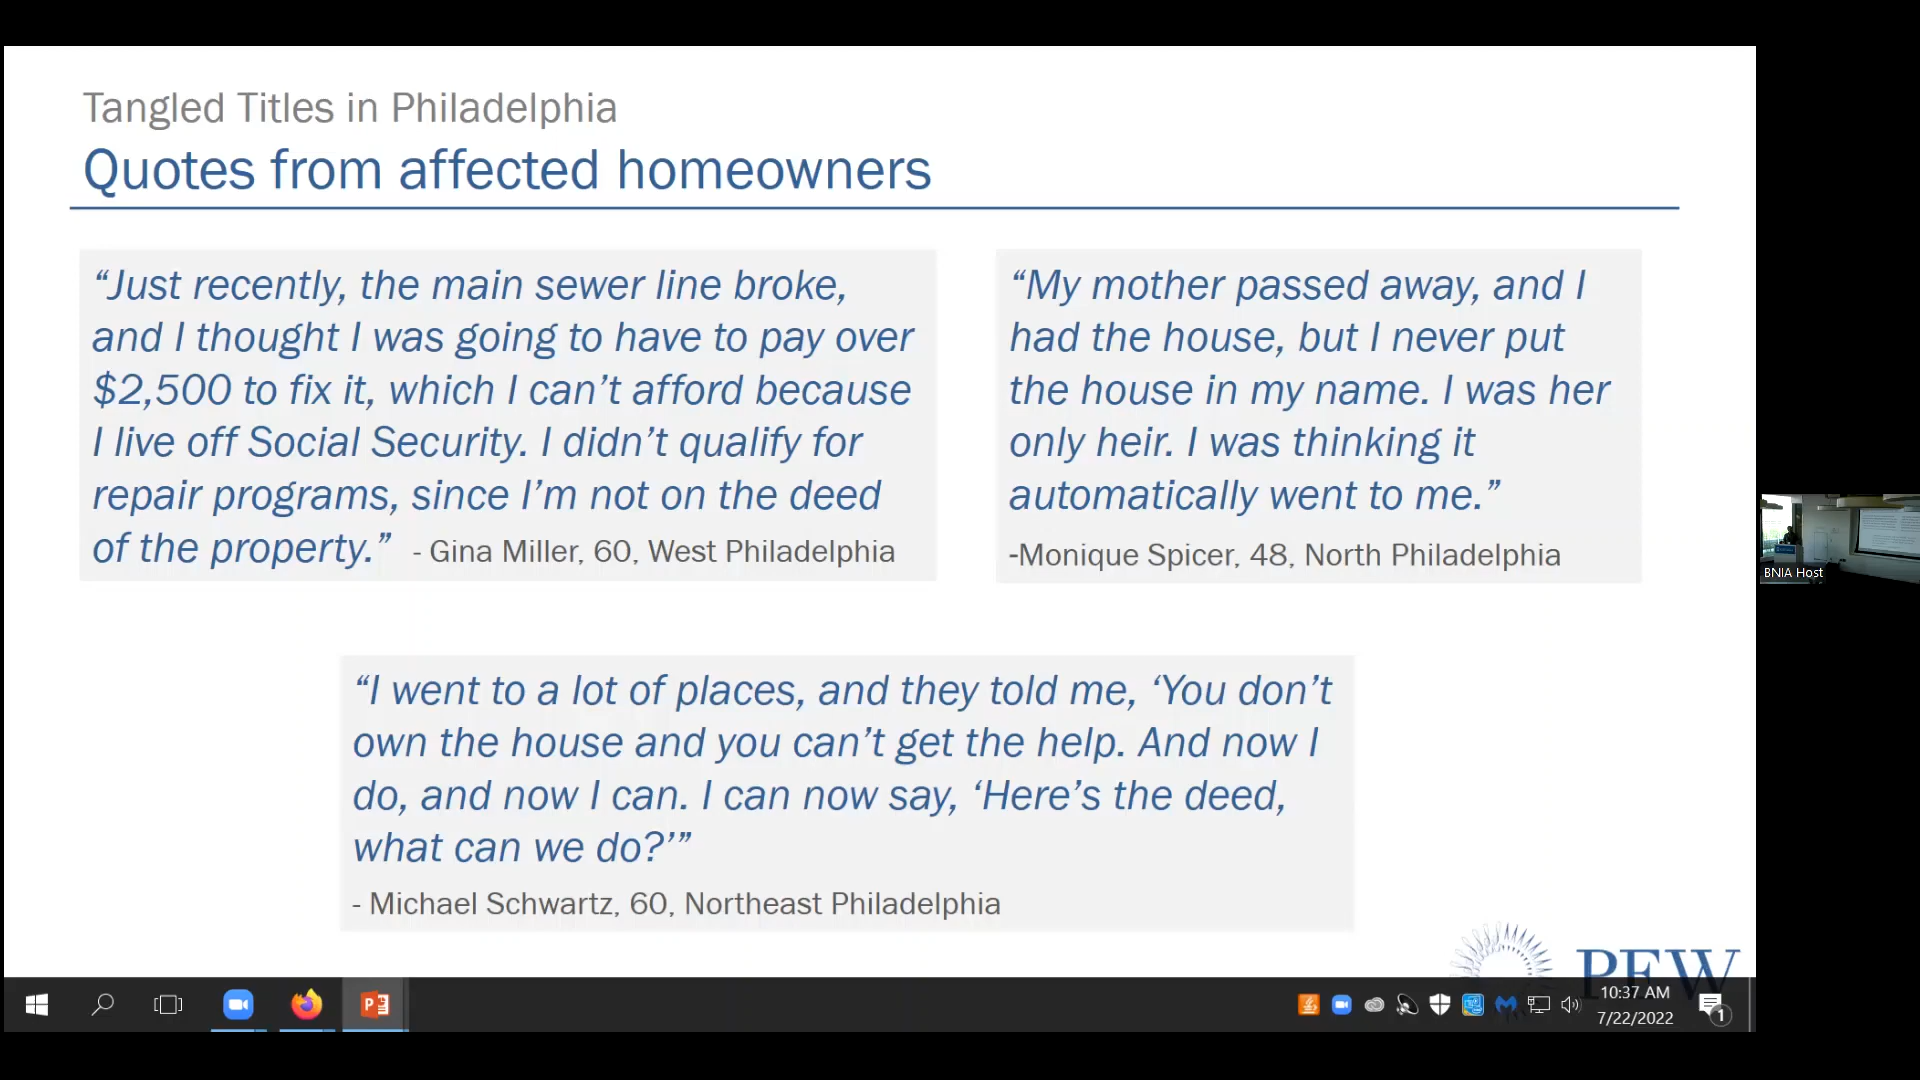 Tangled Titles in Philadelphia
Quotes from affected homeowners
“Just recently, the main sewer line broke,
and I thought I was going to have to pay over
$2,500 to fix it, which I can’t afford because
I live off Social Security. I didn’t qualify for
repair programs, since I’m not on the deed
of the property.” - Gina Miller, 60, West Philadelphia
“My mother passed away, and I
had the house, but I never put
the house in my name. I was her
only heir. I was thinking it
automatically went to me.”
-Monique Spicer, 48, North Philadelphia
“I went to a lot of places, and they told me, ‘You don’t
own the house and you can’t get the help. And now I
do, and now I can. I can now say, ‘Here’s the deed,
what can we do?’”
- Michael Schwartz, 60, Northeast Philadelphia
PEW
10:37 AM
7/22/2022
1
BNIA Host